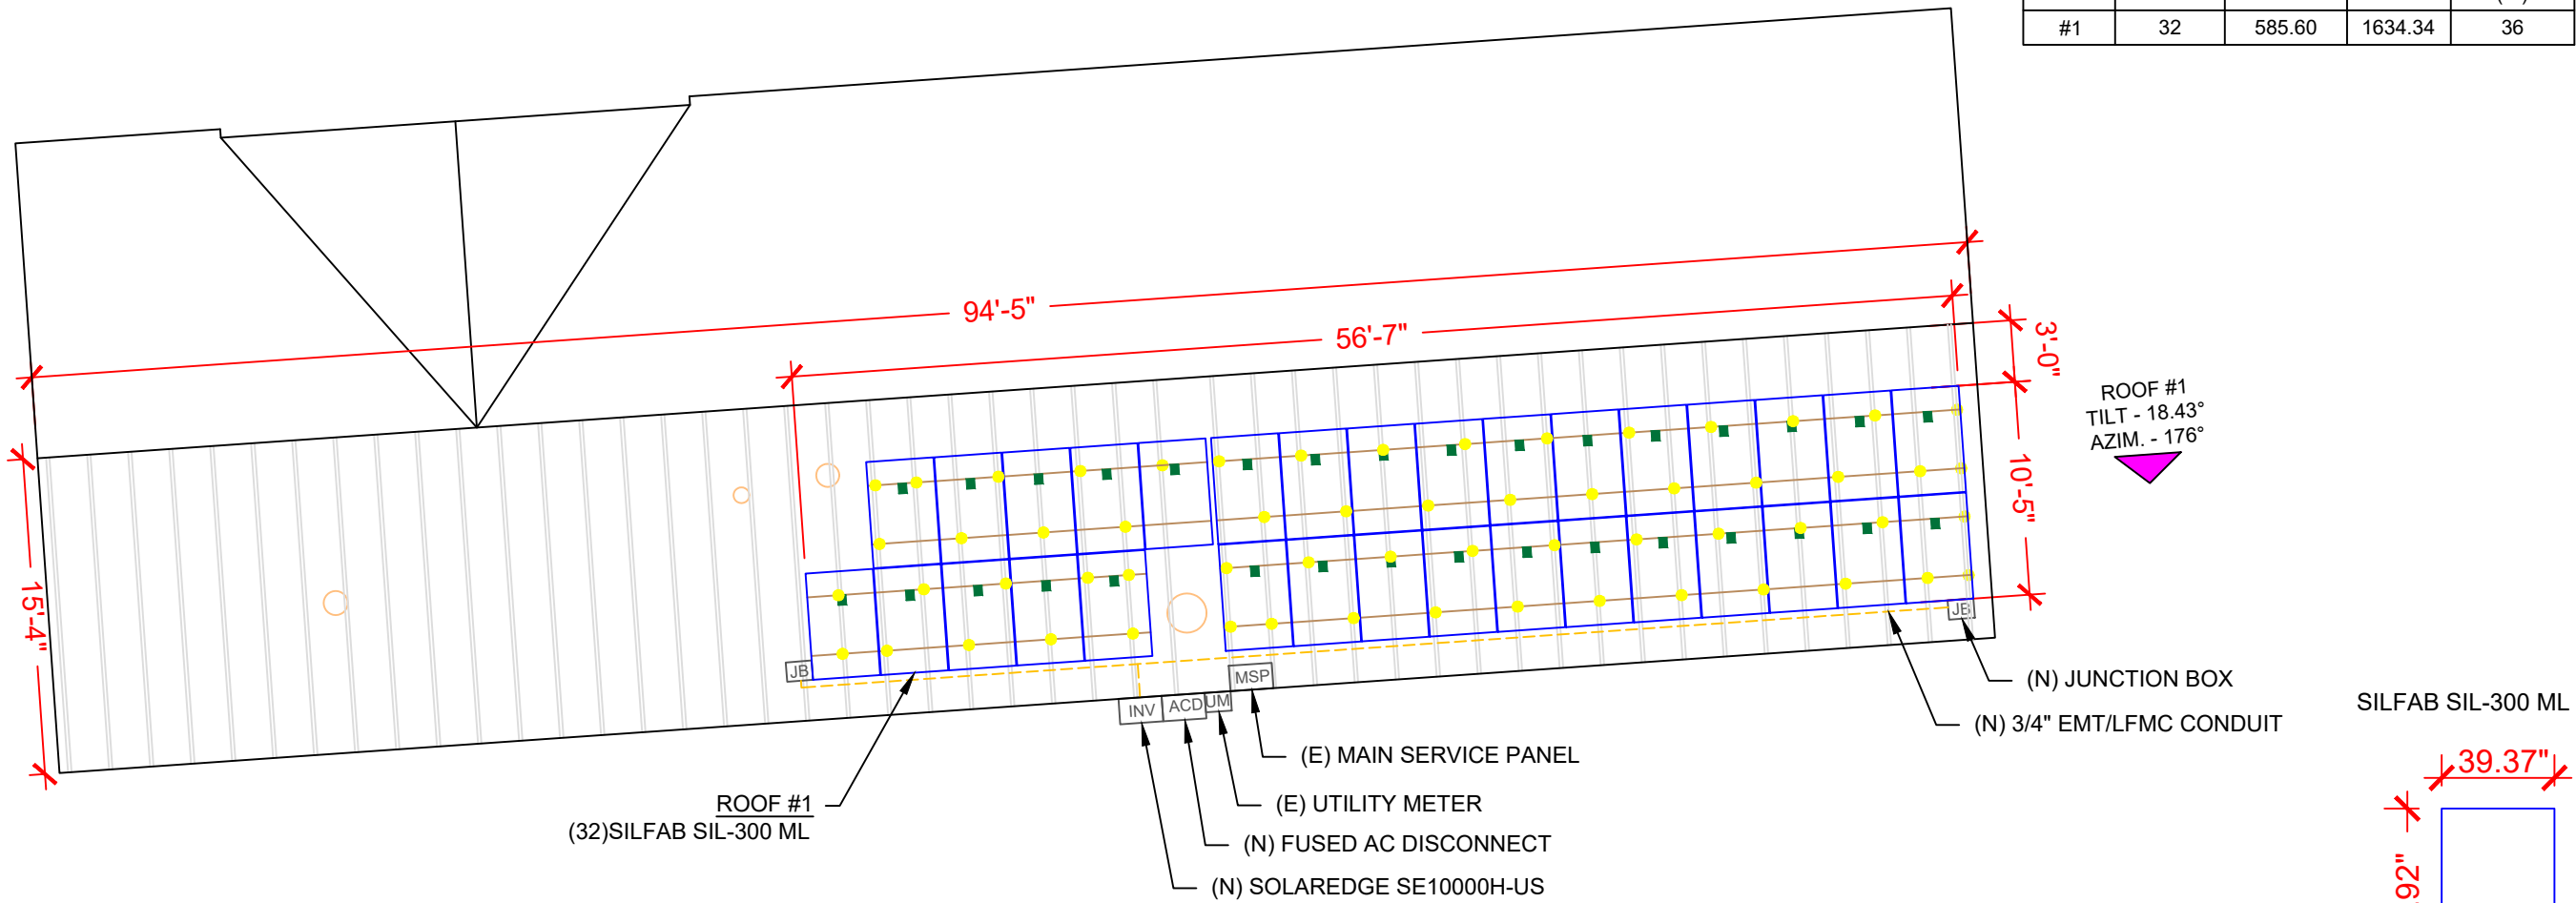 #1 32 585.60 1634.34 36
94'-5"
56'-7"
3'-0"
ROOF #1
TILT - 18.43°
AZIM. - 176°
10'-5"
15'-4"
JB
JB
MSP
INV
ACD
UM
(N) JUNCTION BOX
(N) 3/4" EMT/LFMC CONDUIT
SILFAB SIL-300 ML
39.37"
92"
(E) MAIN SERVICE PANEL
(E) UTILITY METER
(N) FUSED AC DISCONNECT
(N) SOLAREDGE SE10000H-US
ROOF #1
(32)SILFAB SIL-300 ML